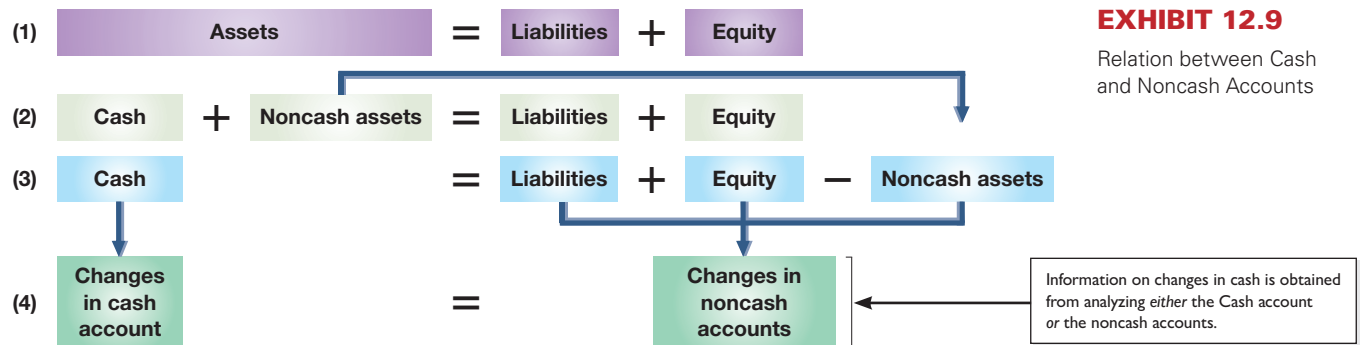 EXHIBIT 12.9
Relation between Cash
and Noncash Accounts
(1) Assets = Liabilities + Equity
(2) Cash + Noncash assets = Liabilities + Equity
(3) Cash = Liabilities + Equity − Noncash assets
(4) Changes
in cash
account
=
Changes in
noncash
accounts
Information on changes in cash is obtained
from analyzing either the Cash account
or the noncash accounts.